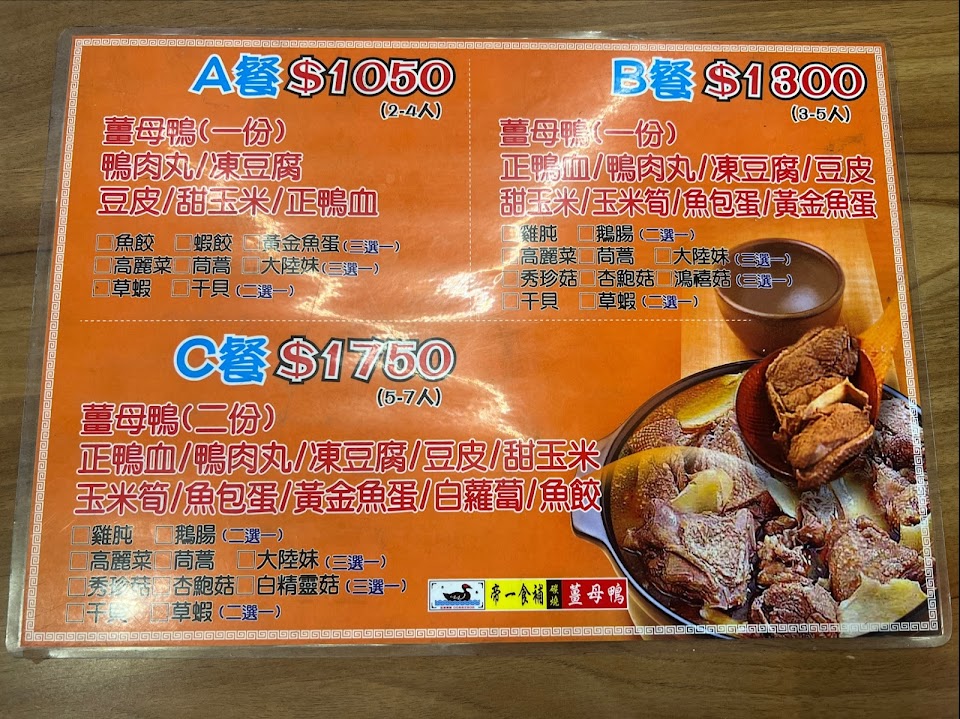 A餐 $1050
(2-4人)
薑母鴨(一份)
鴨肉丸/凍豆腐
豆皮/甜玉米/正鴨血
□魚餃 □蝦餃 □黃金魚蛋(三選一)
□高麗菜□茼蒿 □大陸妹(三選一)
□草蝦 □干貝(二選一)
B餐 $1300
(3-5人)
薑母鴨(一份)
正鴨血/鴨肉丸/凍豆腐/豆皮
甜玉米/玉米筍/魚包蛋/黃金魚蛋
□雞肫 □鵝腸(二選一)
□高麗菜□茼蒿 □大陸妹(三選一)
□秀珍菇□杏鮑菇□鴻禧菇(三選一)
□干貝 □草蝦(二選一)
C餐 $1750
(5-7人)
薑母鴨(二份)
正鴨血/鴨肉丸/凍豆腐/豆皮/甜玉米
玉米筍/魚包蛋/黃金魚蛋/白蘿蔔/魚餃
□雞肫 □鵝腸(二選一)
□高麗菜□茼蒿 □大陸妹(三選一)
□秀珍菇□杏鮑菇□白精靈菇(三選一)
□干貝 □草蝦(二選一)
帝一食補 碳燒 薑母鴨